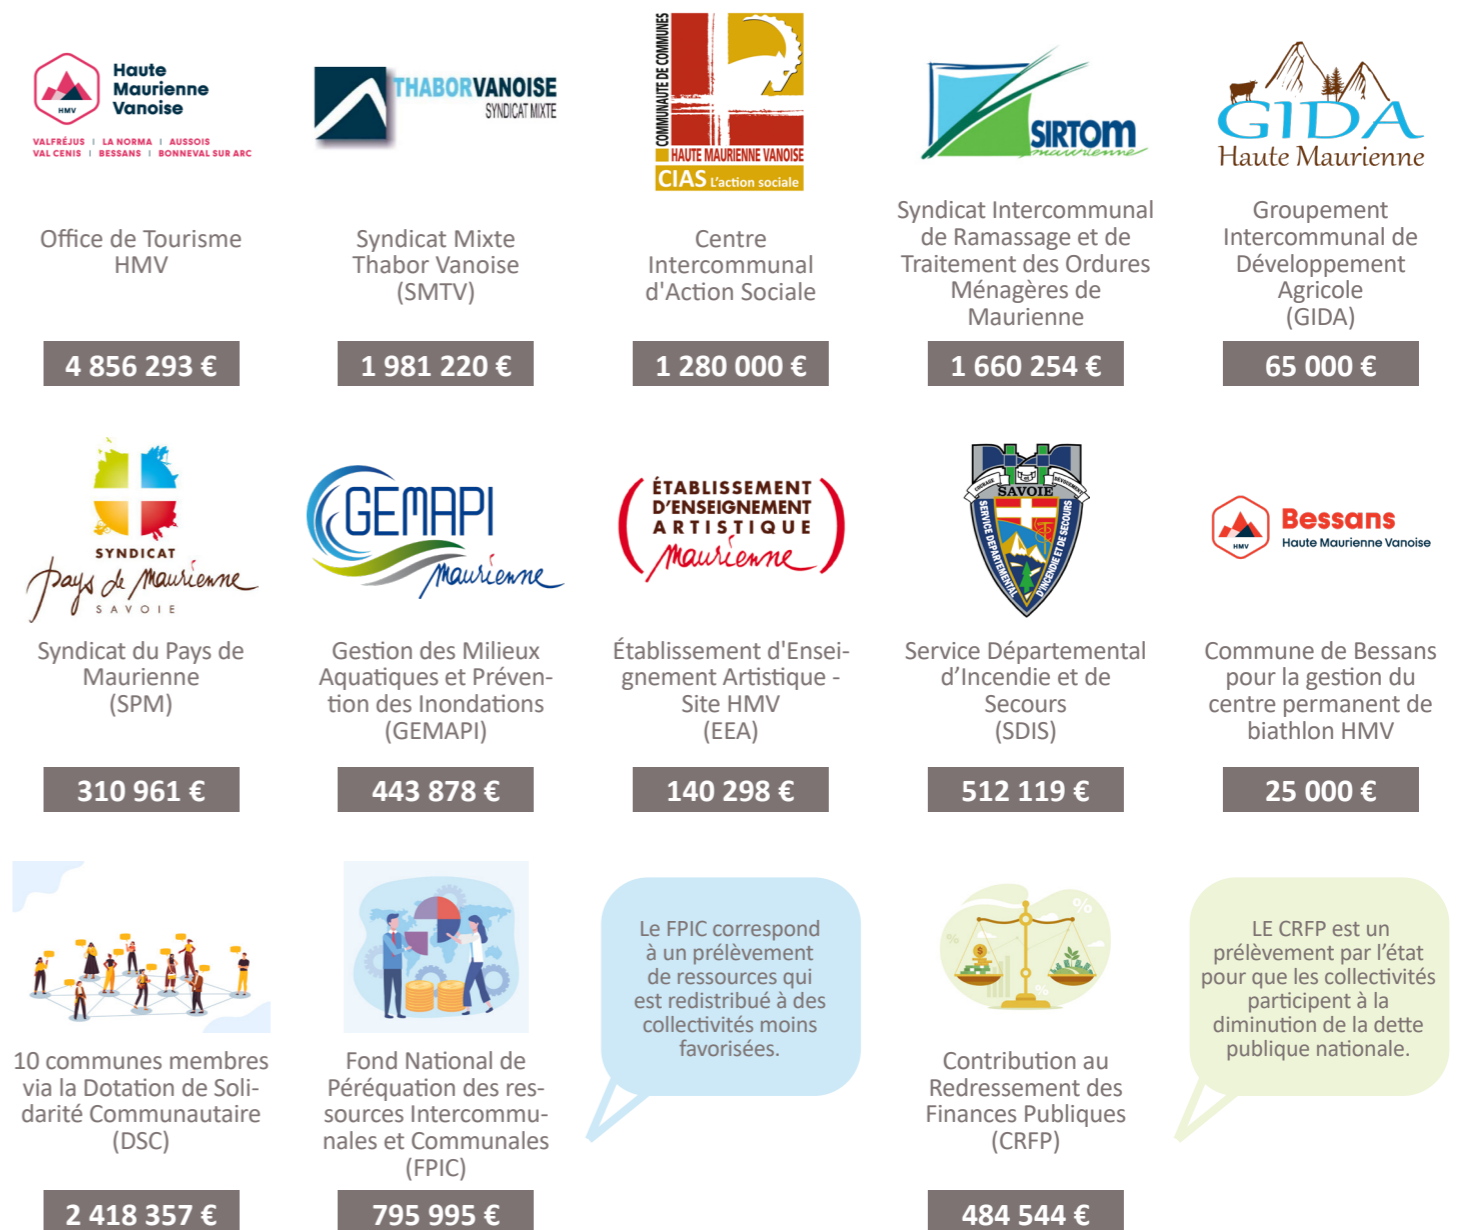 Haute
Maurienne
Vanoise
HMV
VALFRÉJUS | LA NORMA | AUSSOIS
VAL CENIS | BESSANS | BONNEVAL SUR ARC
Office de Tourisme
HMV
4 856 293 €
THABORVANOISE
SYNDICAT MIXTE
Syndicat Mixte
Thabor Vanoise
(SMTV)
1 981 220 €
COMMUNAUTE DE COMMUNES
HAUTE MAURIENNE VANOISE
CIAS L'action sociale
Centre
Intercommunal
d'Action Sociale
1 280 000 €
SIRTOM
maurienne
Syndicat Intercommunal
de Ramassage et de
Traitement des Ordures
Ménagères de
Maurienne
1 660 254 €
GIDA
Haute Maurienne
Groupement
Intercommunal de
Développement
Agricole
(GIDA)
65 000 €
SYNDICAT
pays de Maurienne
SAVOIE
Syndicat du Pays de
Maurienne
(SPM)
310 961 €
GEMAPI
Maurienne
Gestion des Milieux
Aquatiques et Préven-
tion des Inondations
(GEMAPI)
443 878 €
ÉTABLISSEMENT
D'ENSEIGNEMENT
ARTISTIQUE
Maurienne
Établissement d'Ensei-
gnement Artistique -
Site HMV
(EEA)
140 298 €
COURAGE
DÉVOUEMENT
SAVOIE
SERVICE DEPARTEMENTAL
D'INCENDIE ET DE SECOURS
Service Départemental
d’Incendie et de
Secours
(SDIS)
512 119 €
HMV
Bessans
Haute Maurienne Vanoise
Commune de Bessans
pour la gestion du
centre permanent de
biathlon HMV
25 000 €
10 communes membres
via la Dotation de Soli-
darité Communautaire
(DSC)
2 418 357 €
Fond National de
Péréquation des res-
sources Intercommu-
nales et Communales
(FPIC)
795 995 €
Le FPIC correspond
à un prélèvement
de ressources qui
est redistribué à des
collectivités moins
favorisées.
%
%
$
Contribution au
Redressement des
Finances Publiques
(CRFP)
484 544 €
LE CRFP est un
prélèvement par l’état
pour que les collectivités
participent à la
diminution de la dette
publique nationale.